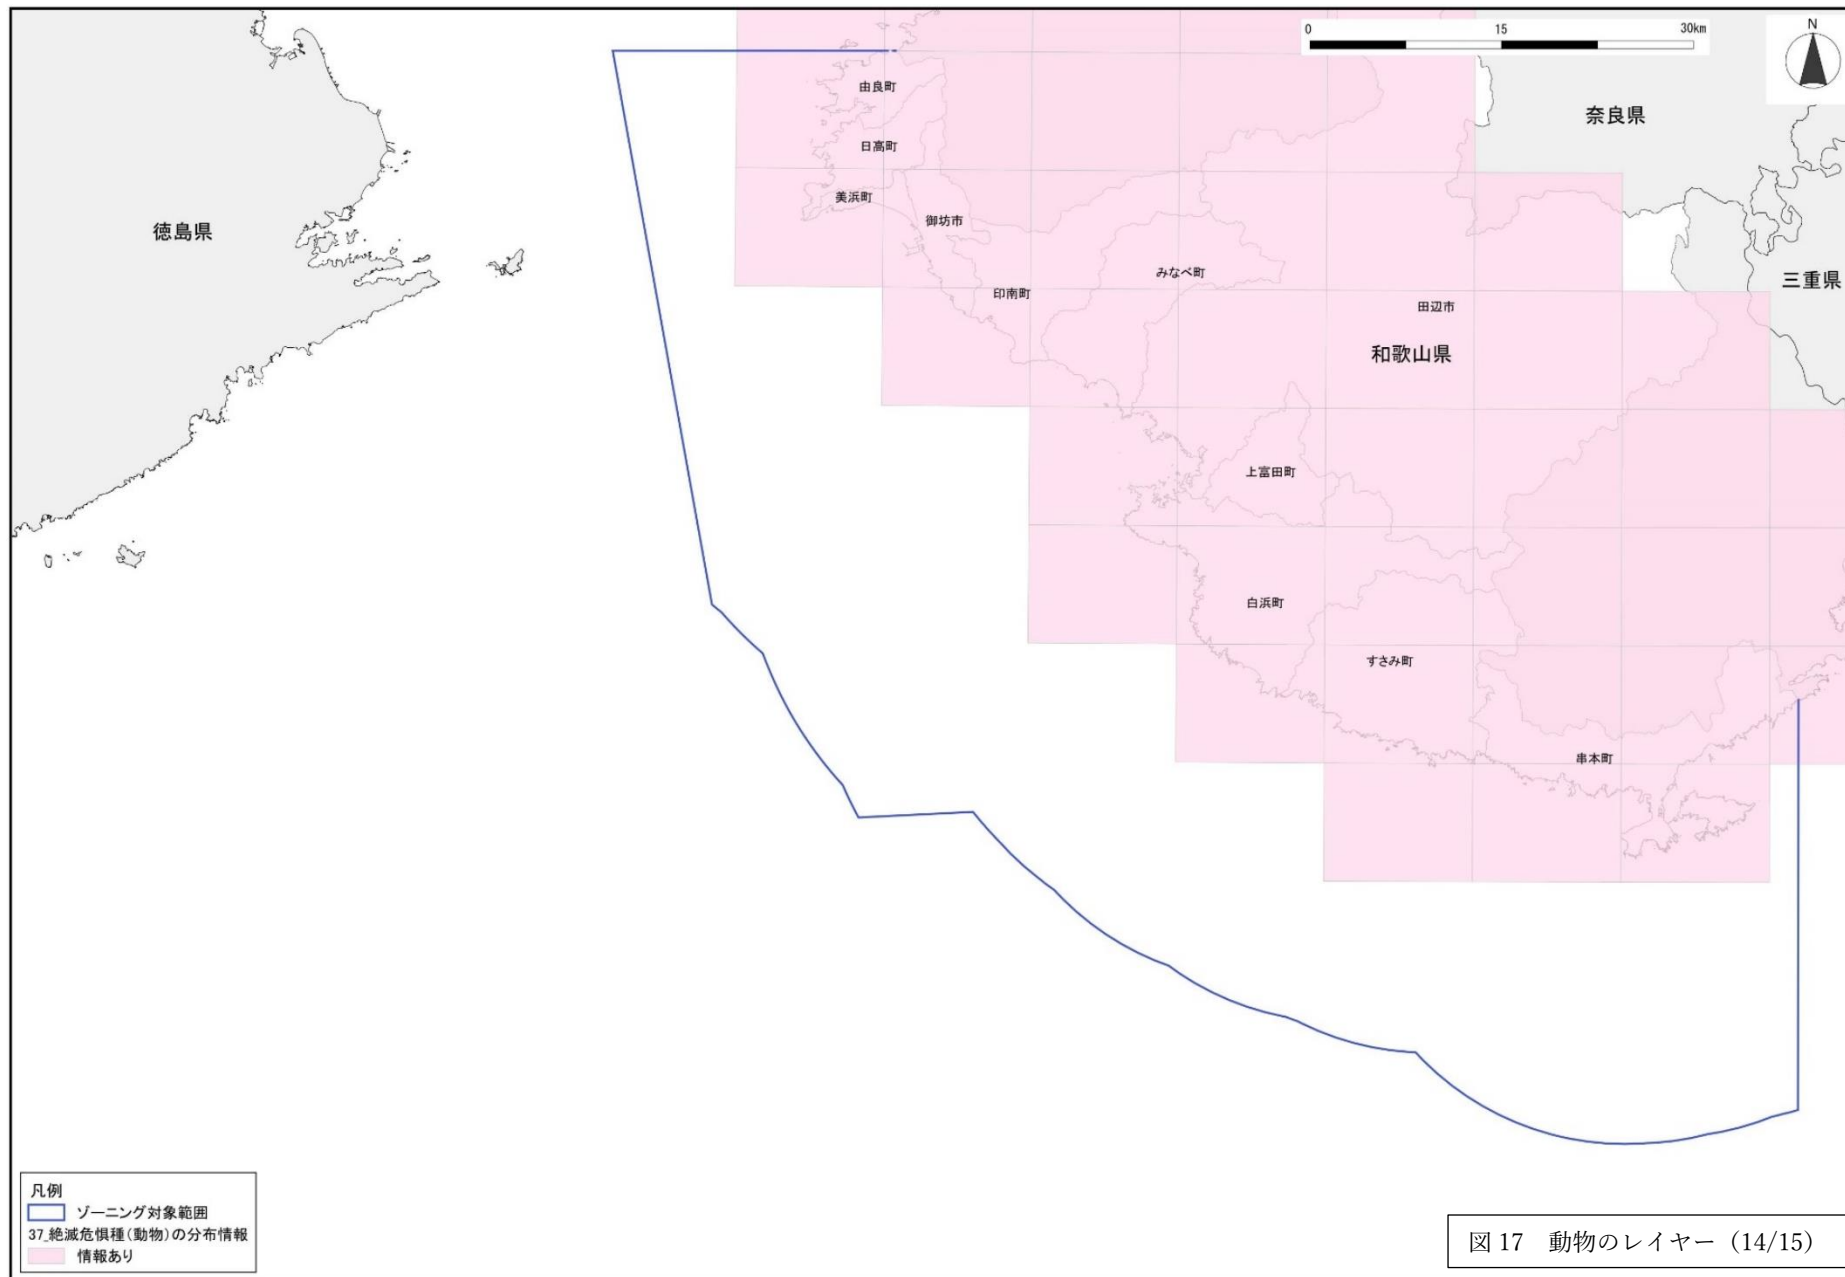 0 15 30km
N
由良町
奈良県
日高町
美浜町
御坊市
徳島県
みなべ町
三重県
印南町
田辺市
和歌山県
上富田町
白浜町
すさみ町
串本町
凡例
ゾーニング対象範囲
37_絶滅危惧種(動物)の分布情報
情報あり
図 17 動物のレイヤー（14/15）